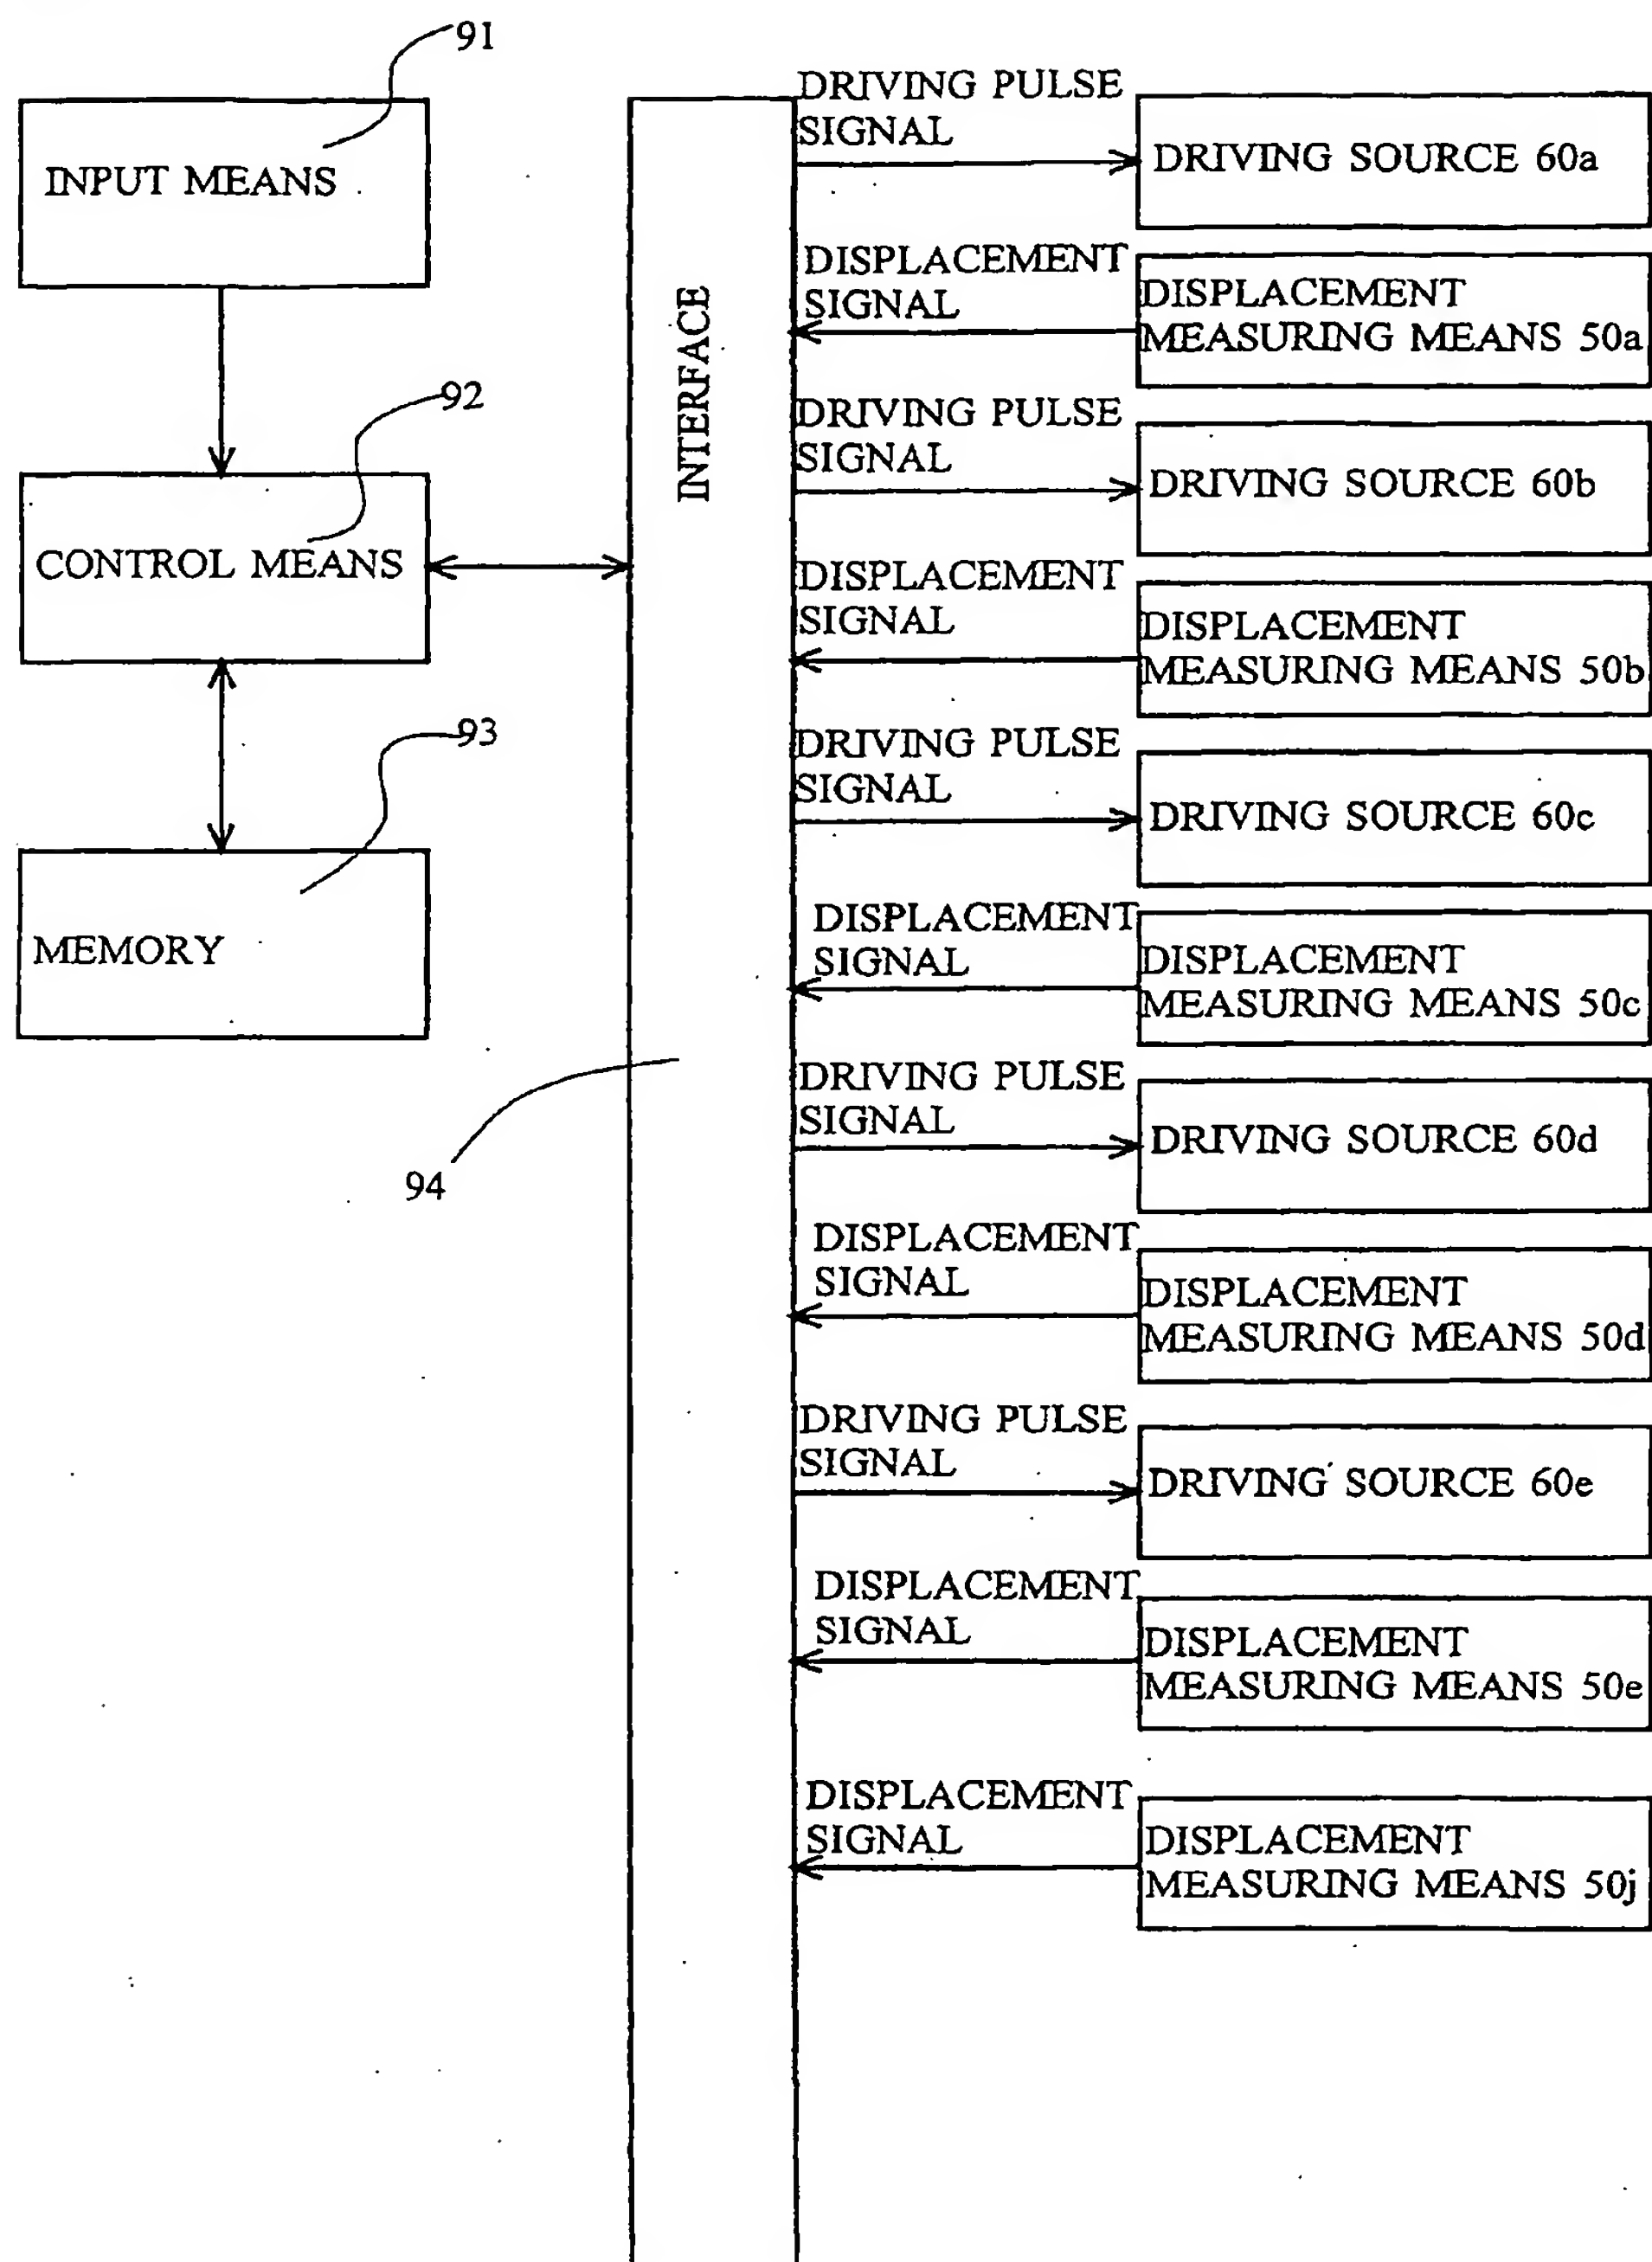 91
INPUT MEANS
92
CONTROL MEANS
93
MEMORY
94
INTERFACE
DRIVING PULSE
SIGNAL
DRIVING SOURCE 60a
DISPLACEMENT
SIGNAL
DISPLACEMENT
MEASURING MEANS 50a
DRIVING PULSE
SIGNAL
DRIVING SOURCE 60b
DISPLACEMENT
SIGNAL
DISPLACEMENT
MEASURING MEANS 50b
DRIVING PULSE
SIGNAL
DRIVING SOURCE 60c
DISPLACEMENT
SIGNAL
DISPLACEMENT
MEASURING MEANS 50c
DRIVING PULSE
SIGNAL
DRIVING SOURCE 60d
DISPLACEMENT
SIGNAL
DISPLACEMENT
MEASURING MEANS 50d
DRIVING PULSE
SIGNAL
DRIVING SOURCE 60e
DISPLACEMENT
SIGNAL
DISPLACEMENT
MEASURING MEANS 50e
DISPLACEMENT
SIGNAL
DISPLACEMENT
MEASURING MEANS 50j